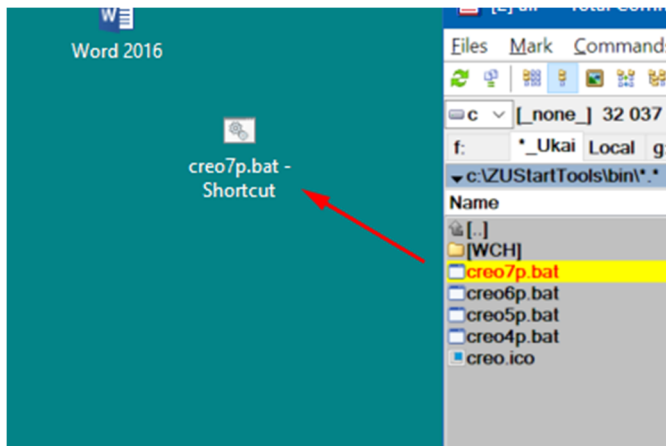 Word 2016
creo7p.bat -
Shortcut
Files Mark Command
c [_none_] 32 037
f: *_Ukai Local g
c:\ZUStartTools\bin\*.*
Name
[..]
[WCH]
creo7p.bat
creo6p.bat
creo5p.bat
creo4p.bat
creo.ico